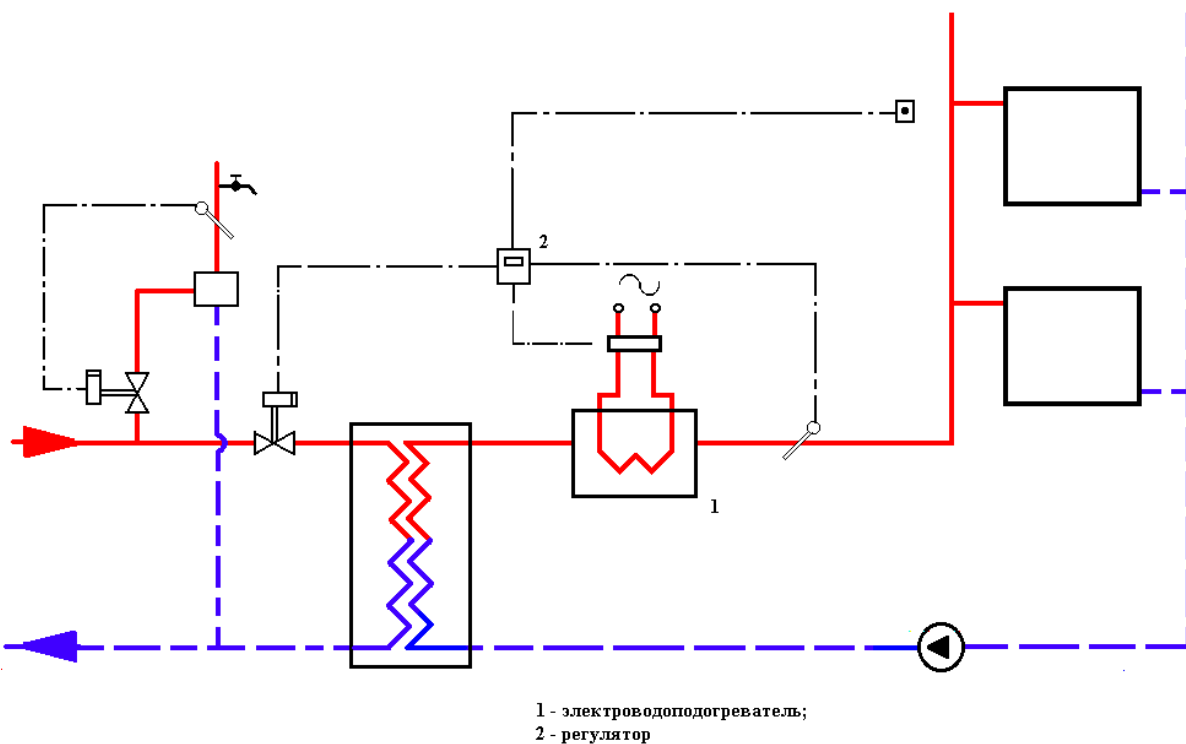 2
1
1 - электроводоподогреватель;
2 - регулятор